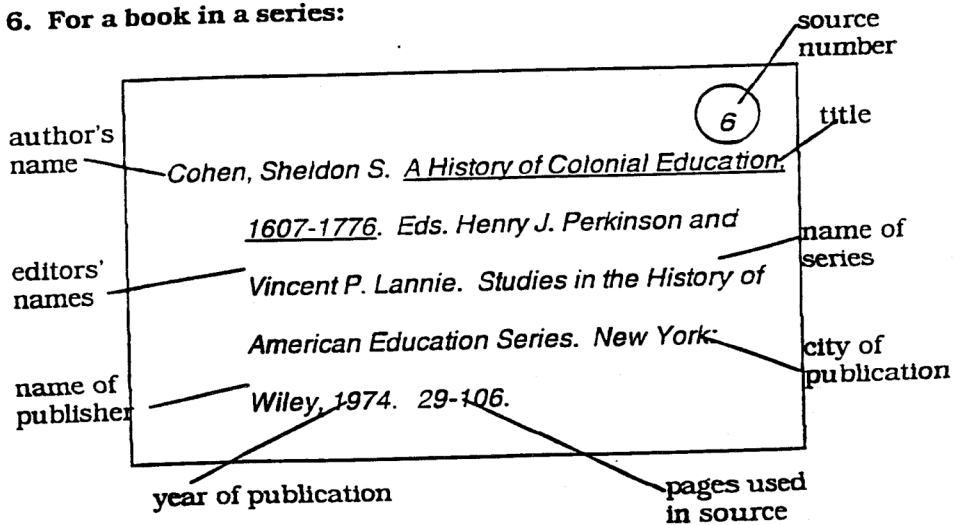 6. For a book in a series:
source
number
6
title
author's
name
Cohen, Sheldon S. A History of Colonial Education,
1607-1776. Eds. Henry J. Perkinson and
name of
series
editors'
names
Vincent P. Lannie. Studies in the History of
American Education Series. New York:
city of
publication
name of
publisher
Wiley, 1974. 29-106.
year of publication
pages used
in source